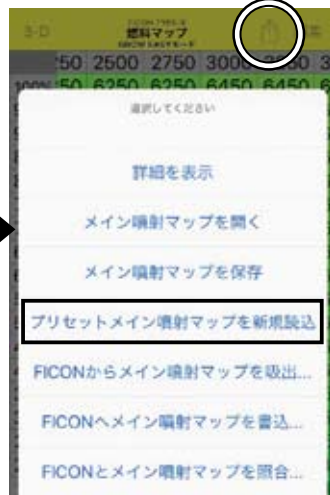 3-D
燃料マップ
:50 2500 2750 3000
100% 50 6250 6250 6450 6450
選択してください
詳細を表示
メイン噴射マップを開く
メイン噴射マップを保存
プリセットメイン噴射マップを新規読込
FICONからメイン噴射マップを吸出...
FICONへメイン噴射マップを書込...
FICONとメイン噴射マップを照合...